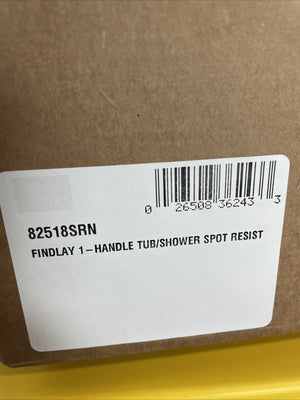 0 26508 36243 3
82518SRN
FINDLAY 1-HANDLE TUB/SHOWER SPOT RESIST